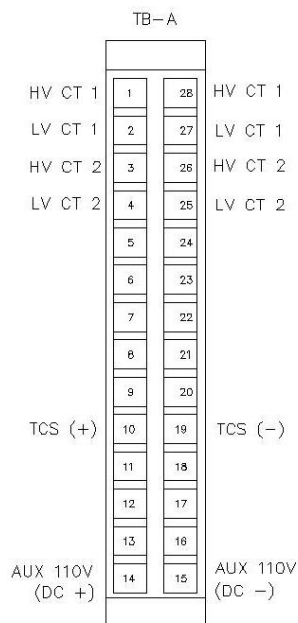 TB-A
HV CT 1 1 28 HV CT 1
LV CT 1 2 27 LV CT 1
HV CT 2 3 26 HV CT 2
LV CT 2 4 25 LV CT 2
5 24
6 23
7 22
8 21
9 20
TCS (+) 10 19 TCS (-)
11 18
12 17
13 16
AUX 110V 14 15 AUX 110V
(DC +) (DC -)